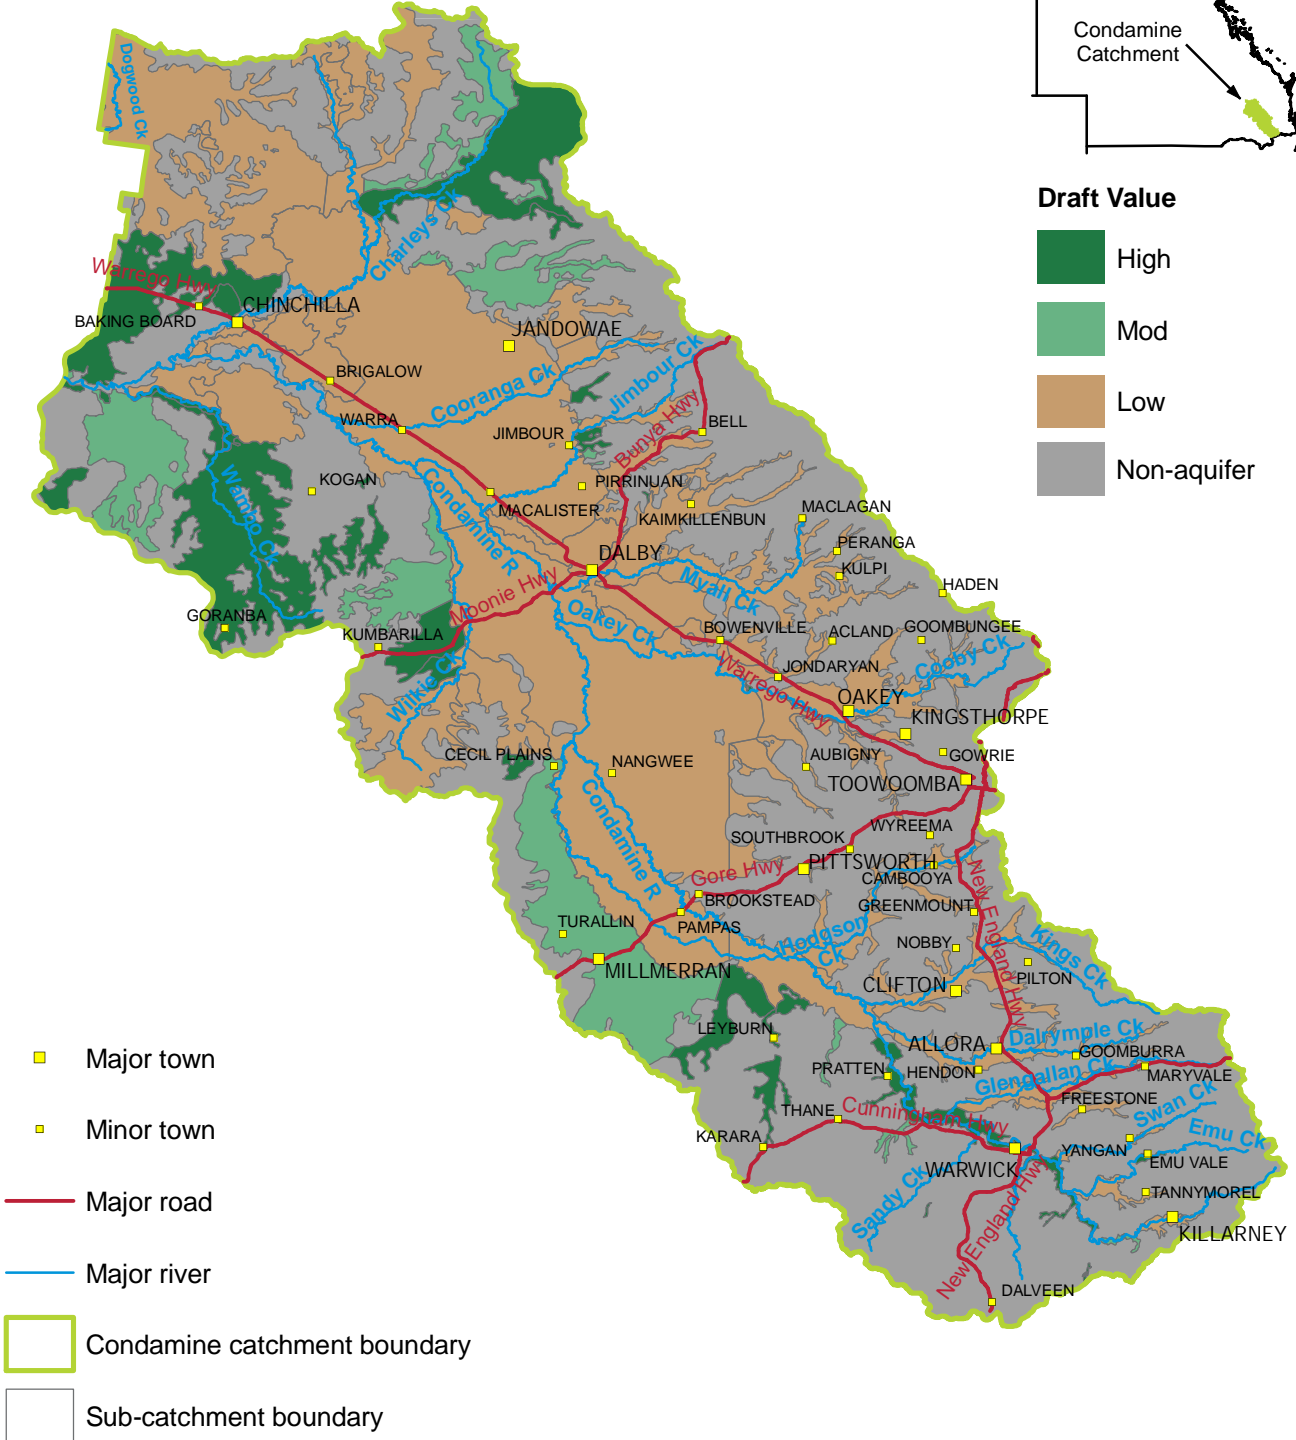 Condamine
Catchment
Draft Value
High
Mod
Low
Non-aquifer
Dogwood Ck
Charleys Ck
Warrego Hwy
CHINCHILLA
BAKING BOARD
JANDOWAE
BRIGALOW
Cooranga Ck
Jimbour Ck
WARRA
JIMBOUR
Bunya Hwy
BELL
KOGAN
Wambo Ck
Condamine R
PIRRINUAN
MACALISTER
KAIMKILLENBUN
MACLAGAN
PERANGA
KULPI
DALBY
Myall Ck
HADEN
Moonie Hwy
Oakey Ck
GORANBA
KUMBARILLA
BOWENVILLE
ACLAND
GOOMBUNGEE
Cooby Ck
JONDARYAN
Warrego Hwy
Wilkie Ck
OAKEY
KINGSTHORPE
CECIL PLAINS
NANGWEE
AUBIGNY
GOWRIE
TOOWOOMBA
Condamine R
WYREEMA
SOUTHBROOK
PITTSWORTH
CAMBOOYA
Gore Hwy
New England Hwy
BROOKSTEAD
GREENMOUNT
TURALLIN
PAMPAS
Hodgson
Ck
NOBBY
Kings Ck
MILLMERRAN
CLIFTON
PILTON
LEYBURN
ALLORA
Dalrymple Ck
GOOMBURRA
PRATTEN
HENDON
Glengallan Ck
MARYVALE
THANE
Cunningham Hwy
FREESTONE
Swan Ck
KARARA
YANGAN
Emu Ck
WARWICK
EMU VALE
Sandy Ck
TANNYMOREL
New England Hwy
KILLARNEY
DALVEEN
Major town
Minor town
Major road
Major river
Condamine catchment boundary
Sub-catchment boundary